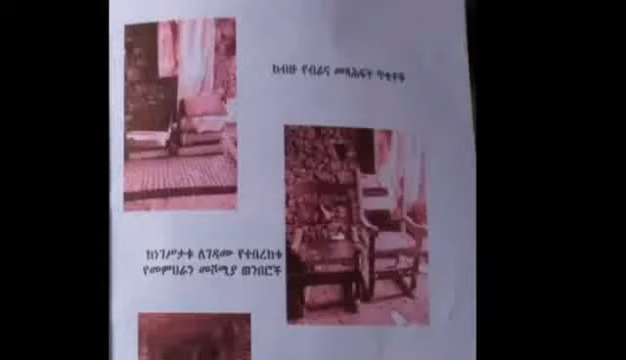 ከብዙ የብራና መጻሕፍት ጥቂቶቹ
ከነገሥታቱ ለገዳሙ የተበረከቱ
የመምህራን መሾሚያ ወንበሮች